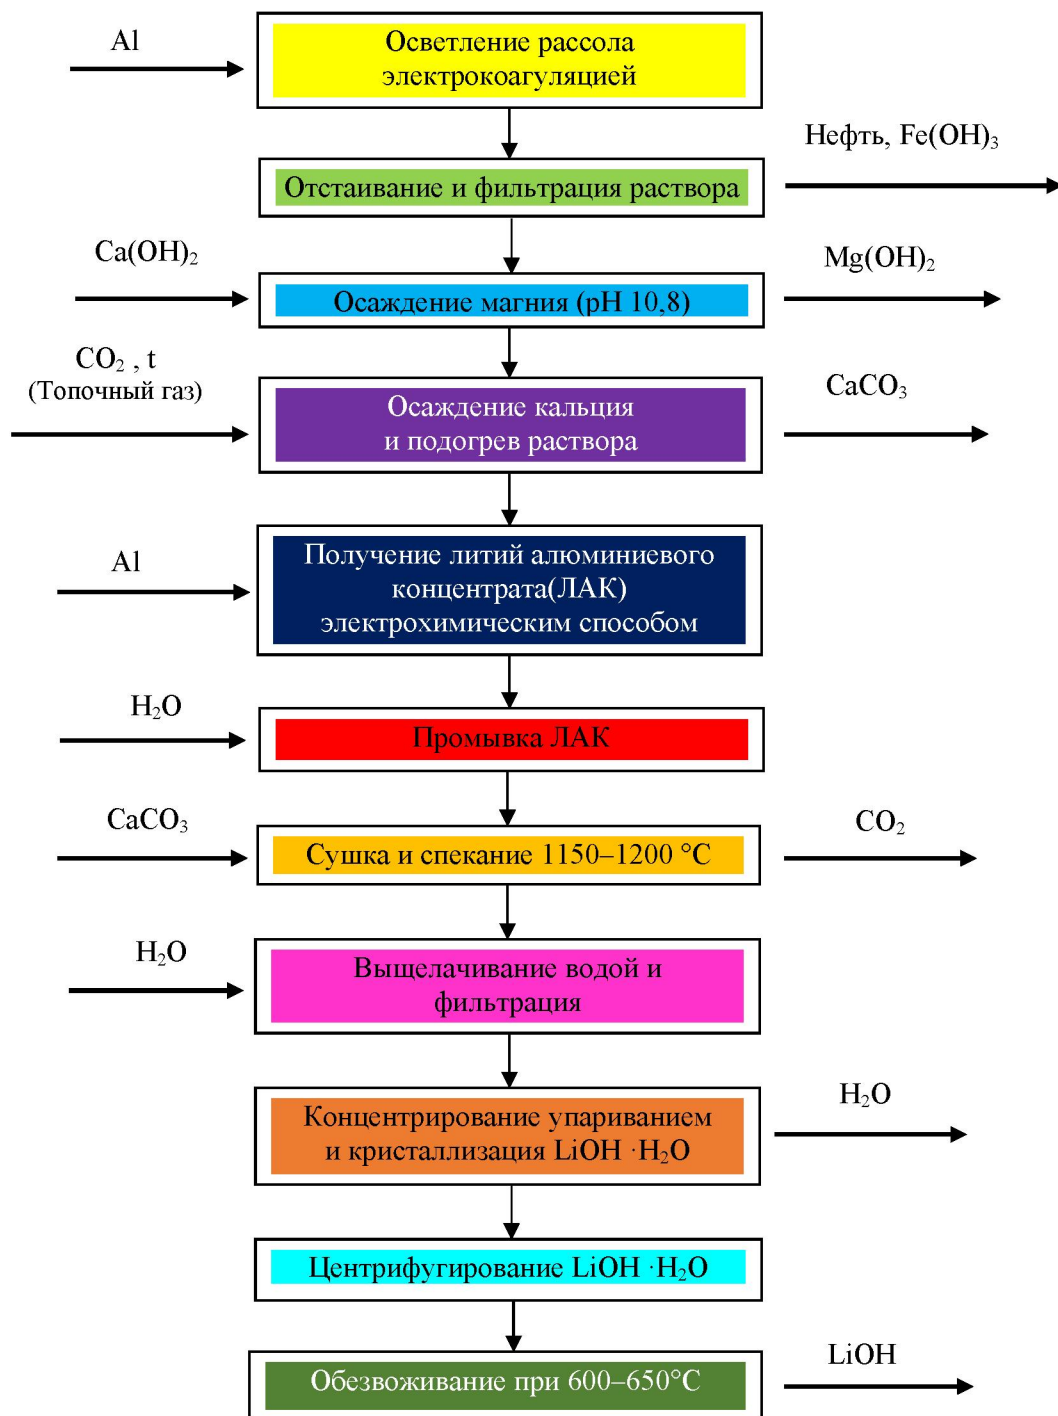 Al
Осветление рассола
электрокоагуляцией
Нефть, Fe(OH)₃
Отстаивание и фильтрация раствора
Ca(OH)₂
Mg(OH)₂
Осаждение магния (pH 10,8)
CO₂ , t
(Топочный газ)
CaCO₃
Осаждение кальция
и подогрев раствора
Al
Получение литий алюминиевого
концентрата(ЛАК)
электрохимическим способом
H₂O
Промывка ЛАК
CaCO₃
CO₂
Сушка и спекание 1150–1200 °C
H₂O
Выщелачивание водой и
фильтрация
H₂O
Концентрирование упариванием
и кристаллизация LiOH ·H₂O
Центрифугирование LiOH ·H₂O
LiOH
Обезвоживание при 600–650°C